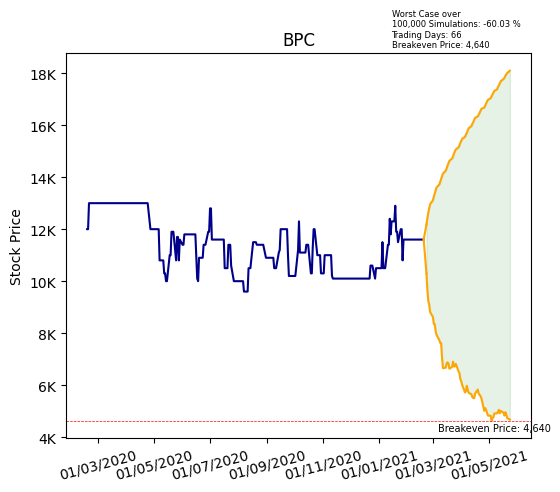 Worst Case over
100,000 Simulations: -60.03 %
Trading Days: 66
Breakeven Price: 4,640
BPC
Stock Price
18K
16K
14K
12K
10K
8K
6K
4K
Breakeven Price: 4,640
01/03/2020
01/05/2020
01/07/2020
01/09/2020
01/11/2020
01/01/2021
01/03/2021
01/05/2021